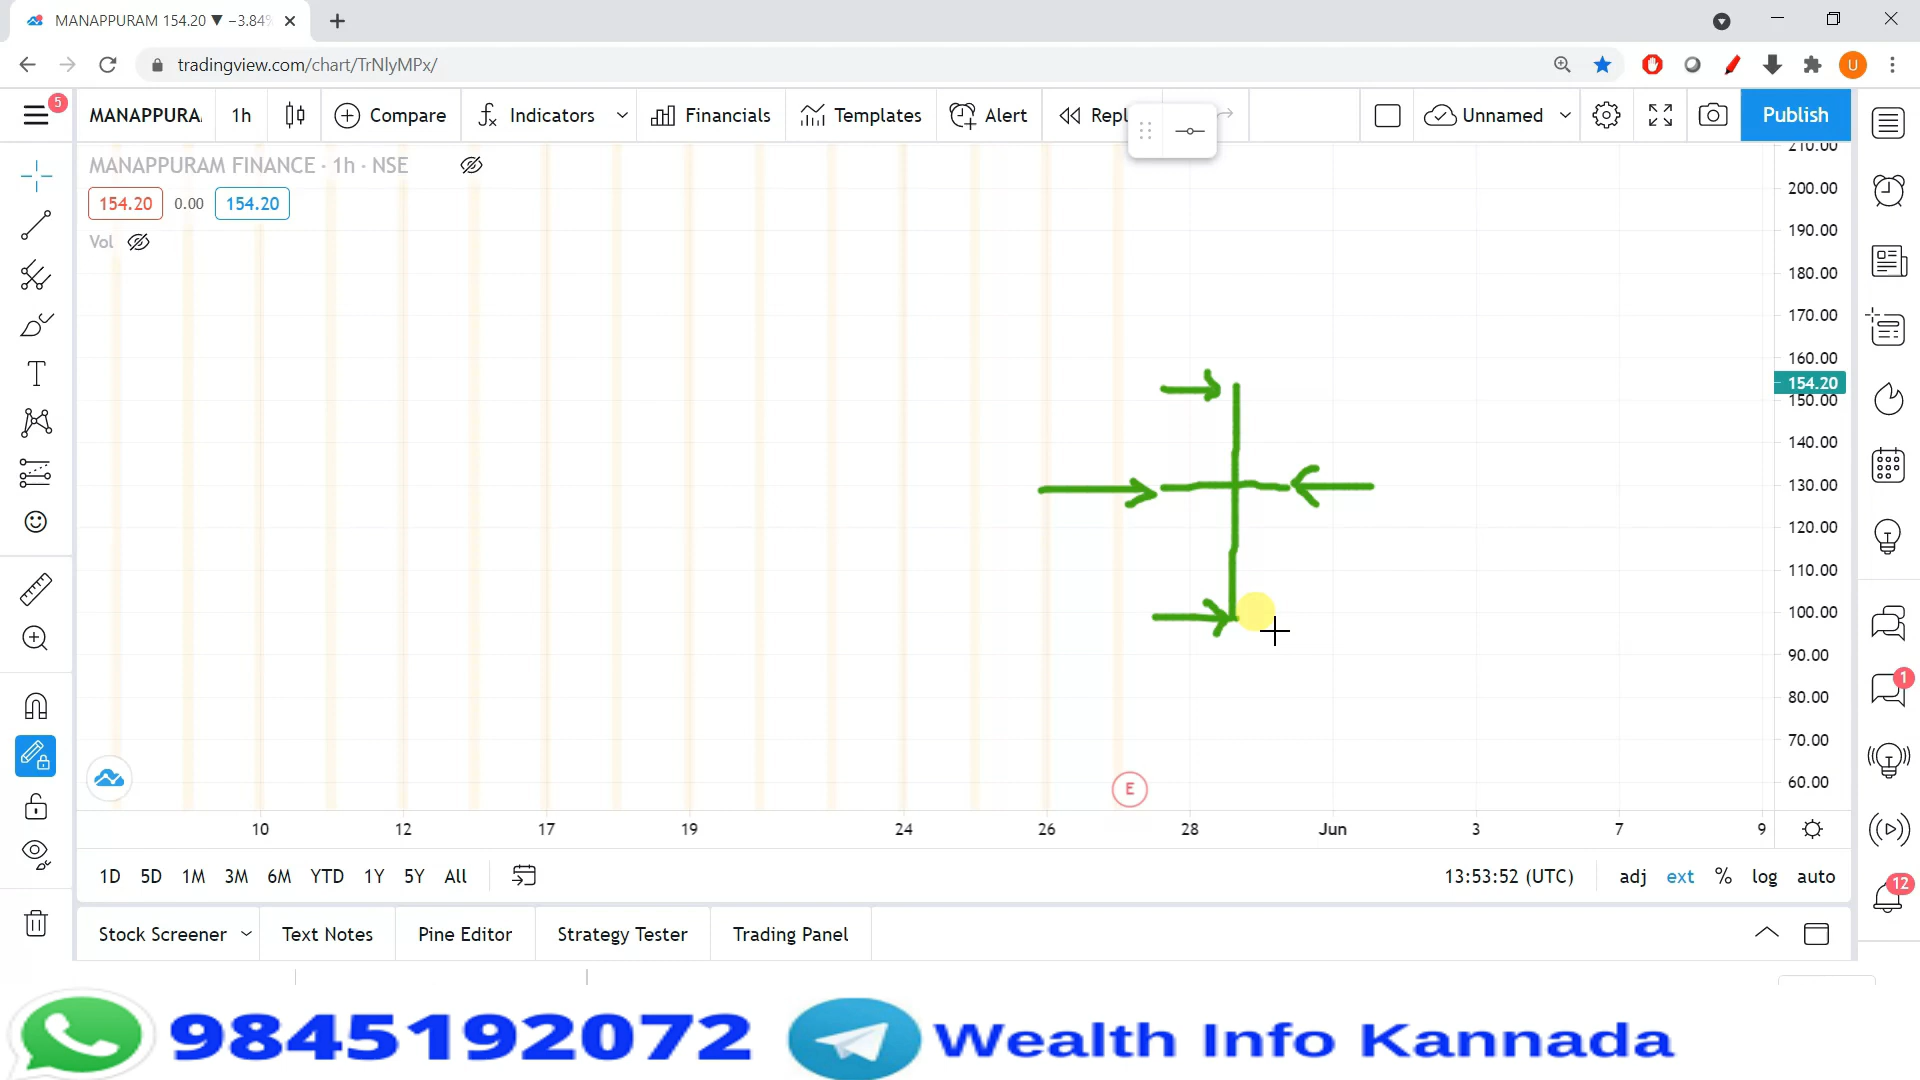 MANAPPURAM 154.20 ▼ −3.84%
tradingview.com/chart/TrNlyMPx/
U
5
MANAPPURA
1h
Compare
Indicators
Financials
Templates
Alert
Unnamed
Publish
MANAPPURAM FINANCE · 1h · NSE
154.20 0.00 154.20
Vol
210.00
200.00
190.00
180.00
170.00
160.00
154.20
150.00
140.00
130.00
120.00
110.00
100.00
90.00
80.00
70.00
60.00
E
10 12 17 19 24 26 28 Jun 3 7 9
1D 5D 1M 3M 6M YTD 1Y 5Y All
13:53:52 (UTC) adj ext % log auto
1
12
Stock Screener Text Notes Pine Editor Strategy Tester Trading Panel
9845192072 Wealth Info Kannada